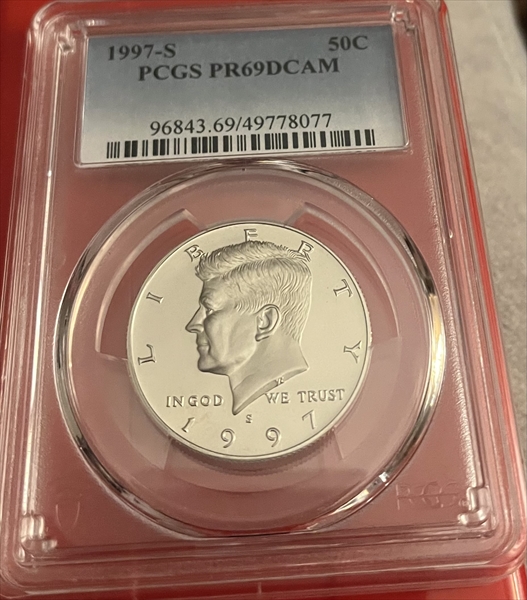 1997-S 50C
PCGS PR69DCAM
96843.69/49778077
LIBERTY
IN GOD WE TRUST
S
1997
PCGS